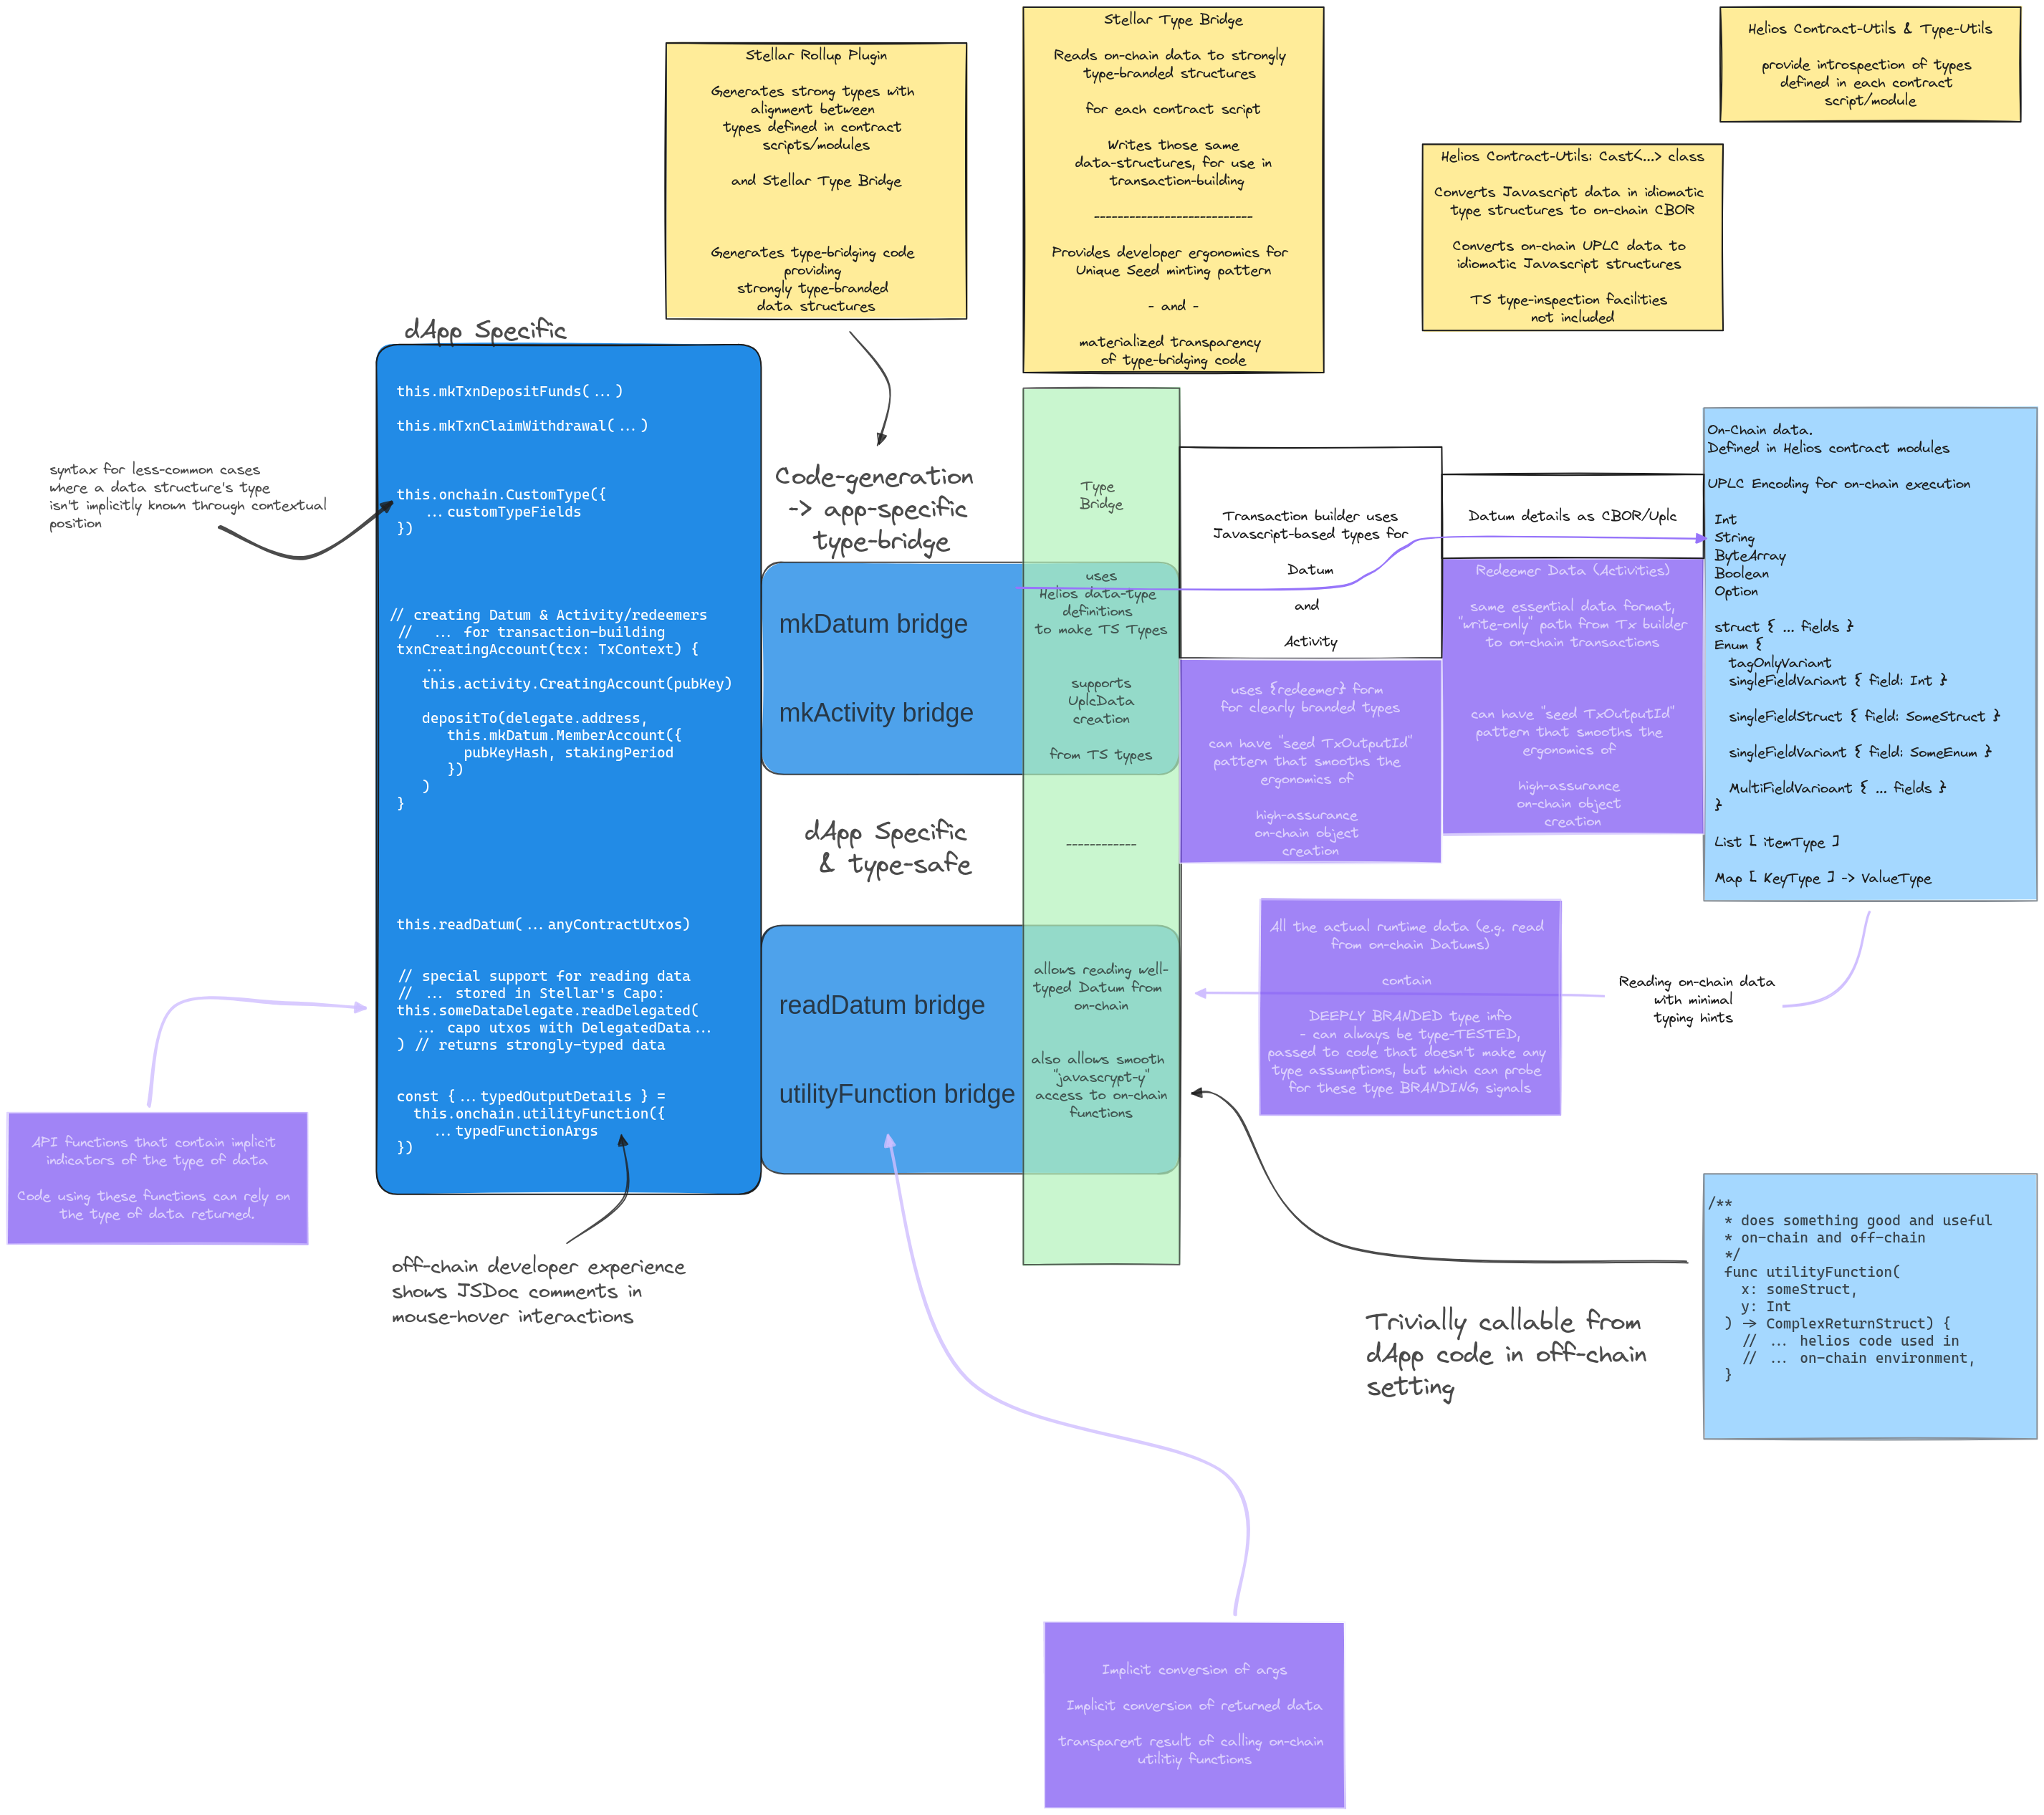 Stellar Rollup Plugin
Generates strong types with
alignment between
types defined in contract
scripts/modules
and Stellar Type Bridge
Generates type-bridging code
providing
strongly type-branded
data structures
Stellar Type Bridge
Reads on-chain data to strongly
type-branded structures
for each contract script
Writes those same
data-structures, for use in
transaction-building
---------------------------
Provides developer ergonomics for
Unique Seed minting pattern
- and -
materialized transparency
of type-bridging code
Helios Contract-Utils & Type-Utils
provide introspection of types
defined in each contract
script/module
Helios Contract-Utils: Cast<...> class
Converts Javascript data in idiomatic
type structures to on-chain CBOR
Converts on-chain UPLC data to
idiomatic Javascript structures
TS type-inspection facilities
not included
dApp Specific
this.mkTxnDepositFunds(...)
this.mkTxnClaimWithdrawal(...)
this.onchain.CustomType({
...customTypeFields
})
// creating Datum & Activity/redeemers
// ... for transaction-building
txnCreatingAccount(tcx: TxContext) {
...
this.activity.CreatingAccount(pubKey)
depositTo(delegate.address,
this.mkDatum.MemberAccount({
pubKeyHash, stakingPeriod
})
)
}
this.readDatum(...anyContractUtxos)
// special support for reading data
// ... stored in Stellar's Capo:
this.someDataDelegate.readDelegated(
... capo utxos with DelegatedData...
) // returns strongly-typed data
const {...typedOutputDetails } =
this.onchain.utilityFunction({
...typedFunctionArgs
})
syntax for less-common cases
where a data structure's type
isn't implicitly known through contextual
position
API functions that contain implicit
indicators of the type of data
Code using these functions can rely on
the type of data returned.
off-chain developer experience
shows JSDoc comments in
mouse-hover interactions
Code-generation
-> app-specific
type-bridge
mkDatum bridge
mkActivity bridge
dApp Specific
& type-safe
readDatum bridge
utilityFunction bridge
Type
Bridge
uses
Helios data-type
definitions
to make TS Types
supports
UplcData
creation
from TS types
------------
allows reading well-
typed Datum from
on-chain
also allows smooth
"javascrypt-y"
access to on-chain
functions
Transaction builder uses
Javascript-based types for
Datum
and
Activity
uses {redeemer} form
for clearly branded types
can have "seed TxOutputId"
pattern that smooths the
ergonomics of
high-assurance
on-chain object
creation
Datum details as CBOR/Uplc
Redeemer Data (Activities)
same essential data format,
"write-only" path from Tx builder
to on-chain transactions
can have "seed TxOutputId"
pattern that smooths the
ergonomics of
high-assurance
on-chain object
creation
On-Chain data.
Defined in Helios contract modules
UPLC Encoding for on-chain execution
Int
String
ByteArray
Boolean
Option
struct { ... fields }
Enum {
tagOnlyVariant
singleFieldVariant { field: Int }
singleFieldStruct { field: SomeStruct }
singleFieldVariant { field: SomeEnum }
MultiFieldVarioant { ... fields }
}
List [ itemType ]
Map [ KeyType ] -> ValueType
All the actual runtime data (e.g. read
from on-chain Datums)
contain
DEEPLY BRANDED type info
- can always be type-TESTED,
passed to code that doesn't make any
type assumptions, but which can probe
for these type BRANDING signals
Reading on-chain data
with minimal
typing hints
/**
* does something good and useful
* on-chain and off-chain
*/
func utilityFunction(
x: someStruct,
y: Int
) -> ComplexReturnStruct) {
// ... helios code used in
// ... on-chain environment,
}
Trivially callable from
dApp code in off-chain
setting
Implicit conversion of args
Implicit conversion of returned data
transparent result of calling on-chain
utilitiy functions